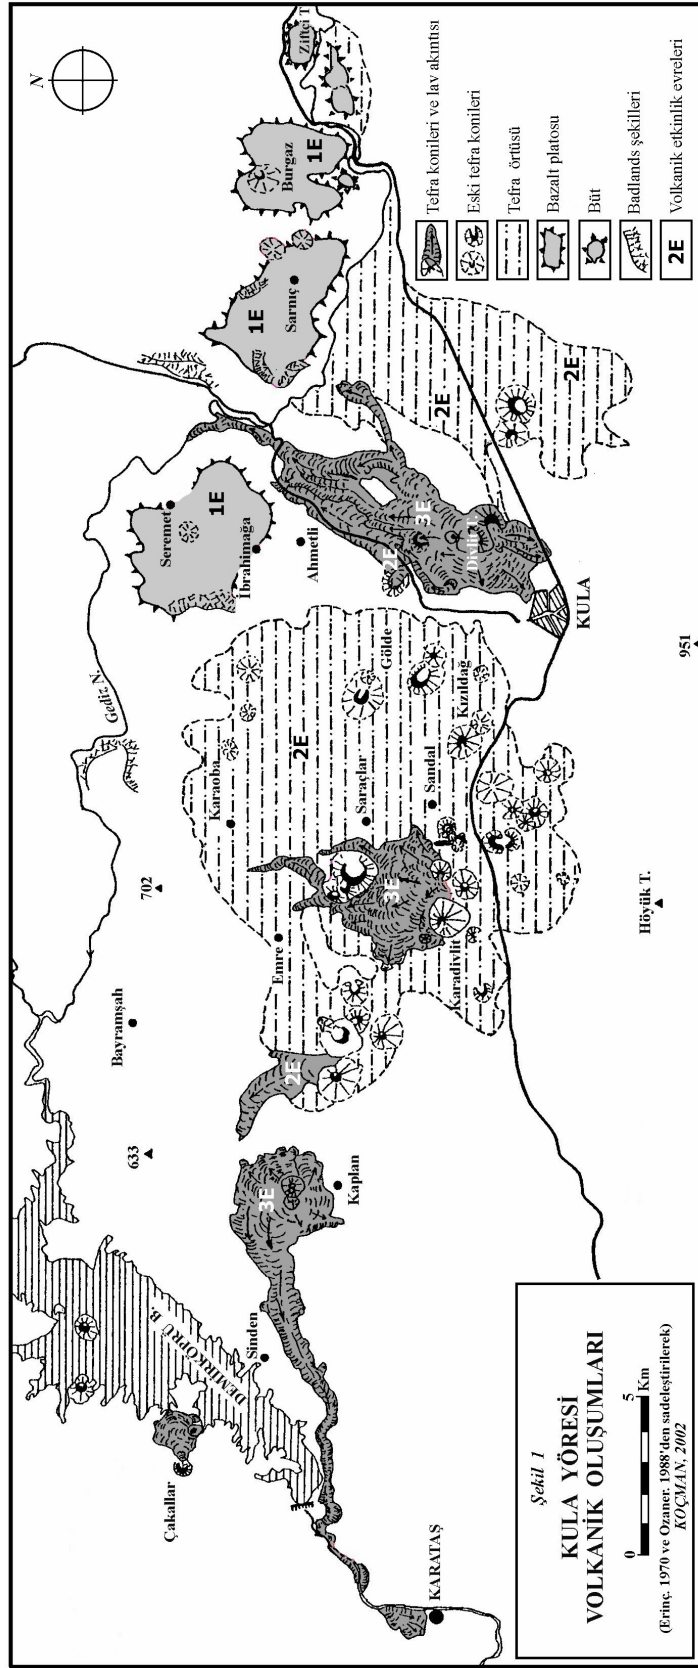 N
Zifiçi T.
Burgaz
1E
1E
Sarnıç
Seremet
1E
İbrahimağa
Ahmetli
Gediz N.
2E
3E
Divlit T.
2E
2E
KULA
951
Karaoba
2E
Gölde
Saraçlar
Sandal
Kızıldağ
702
Emre
3E
Karadivlit
Höyük T.
Bayramşah
2E
633
3E
Kaplan
DEMİRKÖPRÜ B.
Sinden
Çakallar
KARATAŞ
Tefra konileri ve lav akıntısı
Eski tefra konileri
Tefra örtüsü
Bazalt platosu
Büt
Badlands şekilleri
2E Volkanik etkinlik evreleri
Şekil 1
KULA YÖRESİ
VOLKANİK OLUŞUMLARI
0 5 Km
(Erinç. 1970 ve Ozaner. 1988'den sadeleştirilerek)
KOÇMAN, 2002